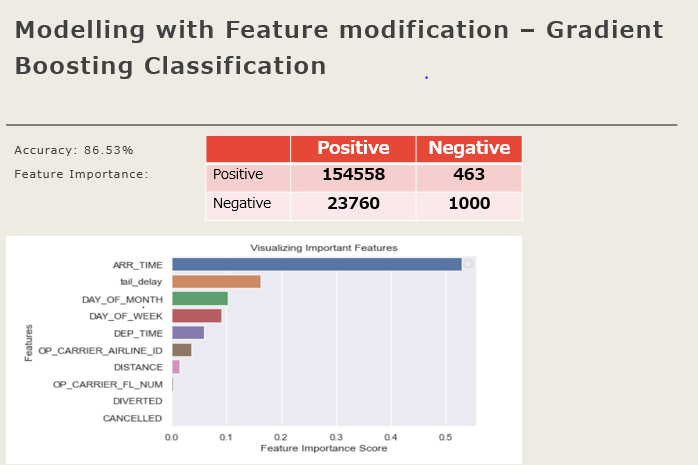 Modelling with Feature modification – Gradient
Boosting Classification
Accuracy: 86.53%
Feature Importance:
Positive Negative
Positive 154558 463
Negative 23760 1000
Visualizing Important Features
Features
ARR_TIME
tail_delay
DAY_OF_MONTH
DAY_OF_WEEK
DEP_TIME
OP_CARRIER_AIRLINE_ID
DISTANCE
OP_CARRIER_FL_NUM
DIVERTED
CANCELLED
0.0 0.1 0.2 0.3 0.4 0.5
Feature Importance Score